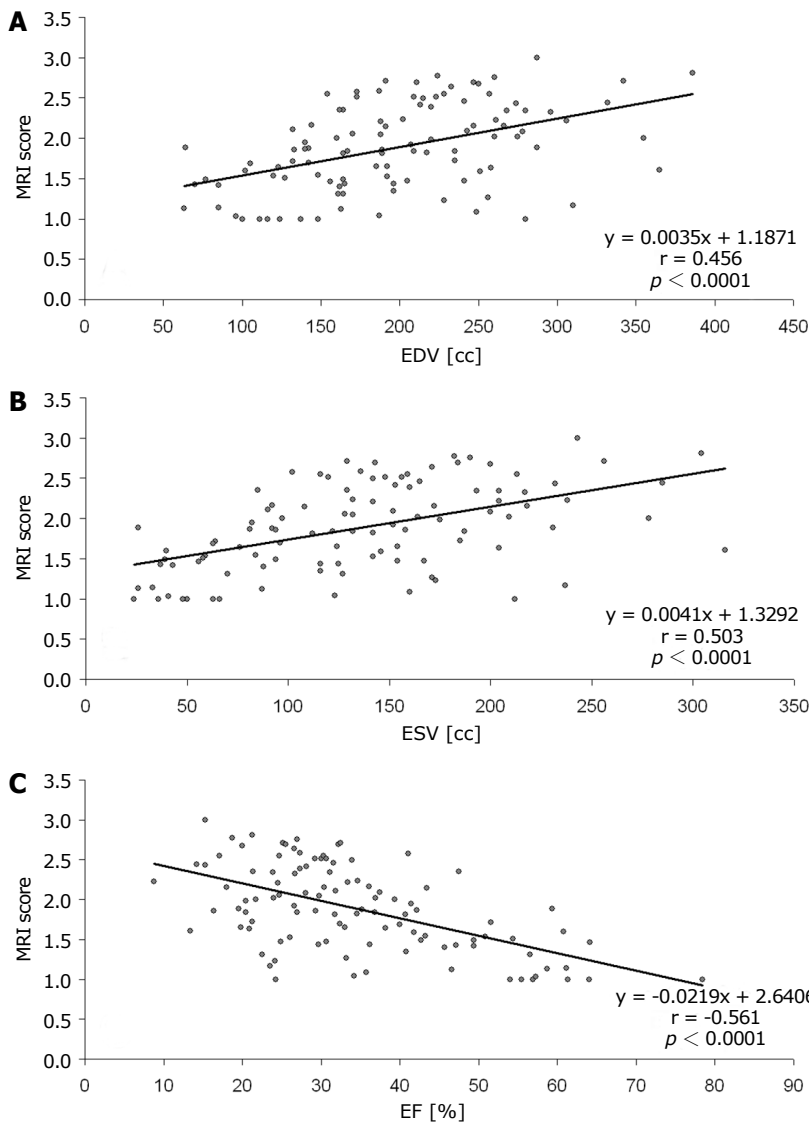 A
3.5
3.0
2.5
2.0
1.5
1.0
0.5
0.0
MRI score
y = 0.0035x + 1.1871
r = 0.456
p < 0.0001
0 50 100 150 200 250 300 350 400 450
EDV [cc]
B
3.5
3.0
2.5
2.0
1.5
1.0
0.5
0.0
MRI score
y = 0.0041x + 1.3292
r = 0.503
p < 0.0001
0 50 100 150 200 250 300 350
ESV [cc]
C
3.5
3.0
2.5
2.0
1.5
1.0
0.5
0.0
MRI score
y = -0.0219x + 2.6406
r = -0.561
p < 0.0001
0 10 20 30 40 50 60 70 80 90
EF [%]